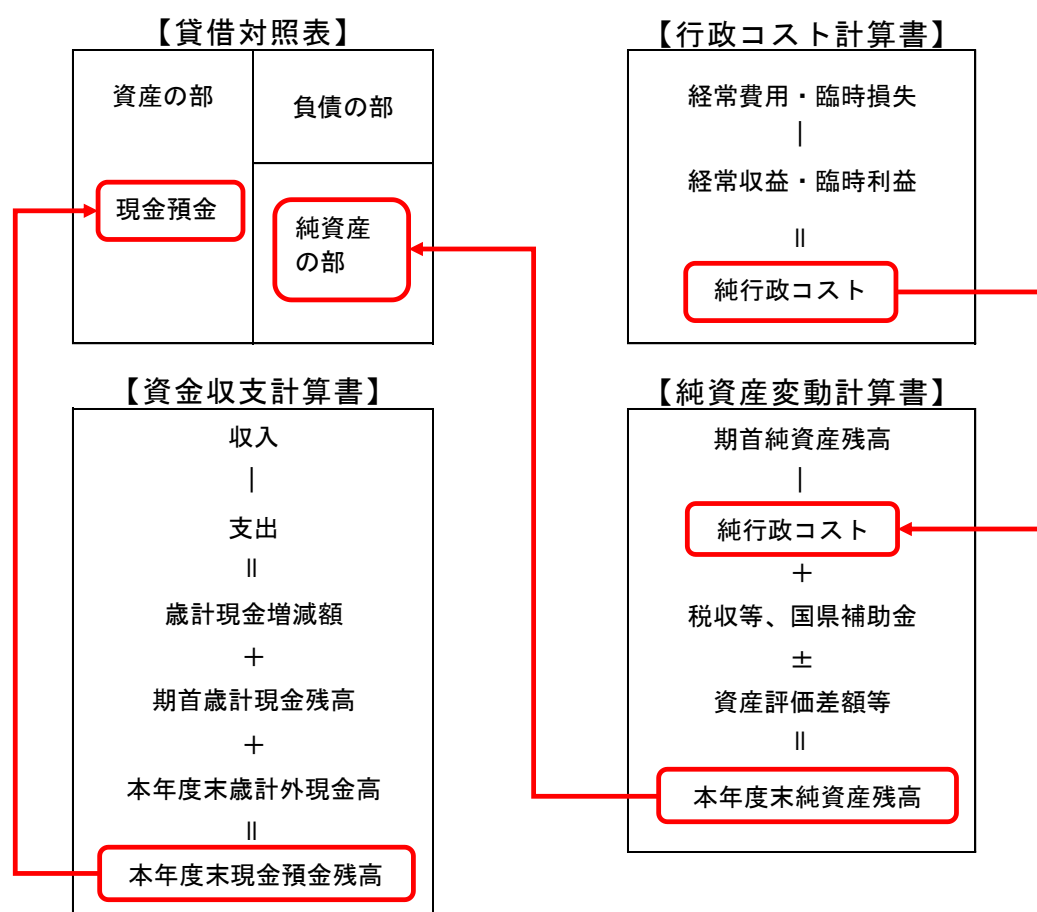 【貸借対照表】
資産の部
負債の部
現金預金
純資産
の部
【行政コスト計算書】
経常費用・臨時損失
|
経常収益・臨時利益
॥
純行政コスト
【資金収支計算書】
収入
|
支出
॥
歳計現金増減額
＋
期首歳計現金残高
＋
本年度末歳計外現金高
॥
本年度末現金預金残高
【純資産変動計算書】
期首純資産残高
|
純行政コスト
＋
税収等、国県補助金
±
資産評価差額等
॥
本年度末純資産残高